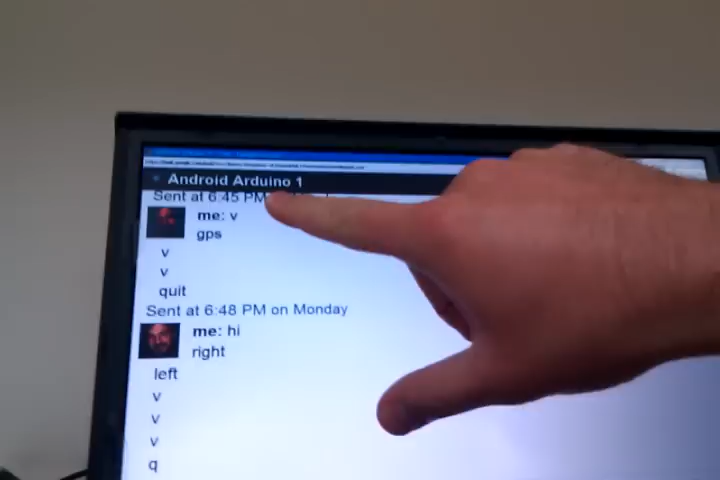 Android Arduino 1
Sent at 6:45 PM
me: v
gps
v
v
quit
Sent at 6:48 PM on Monday
me: hi
right
left
v
v
v
q